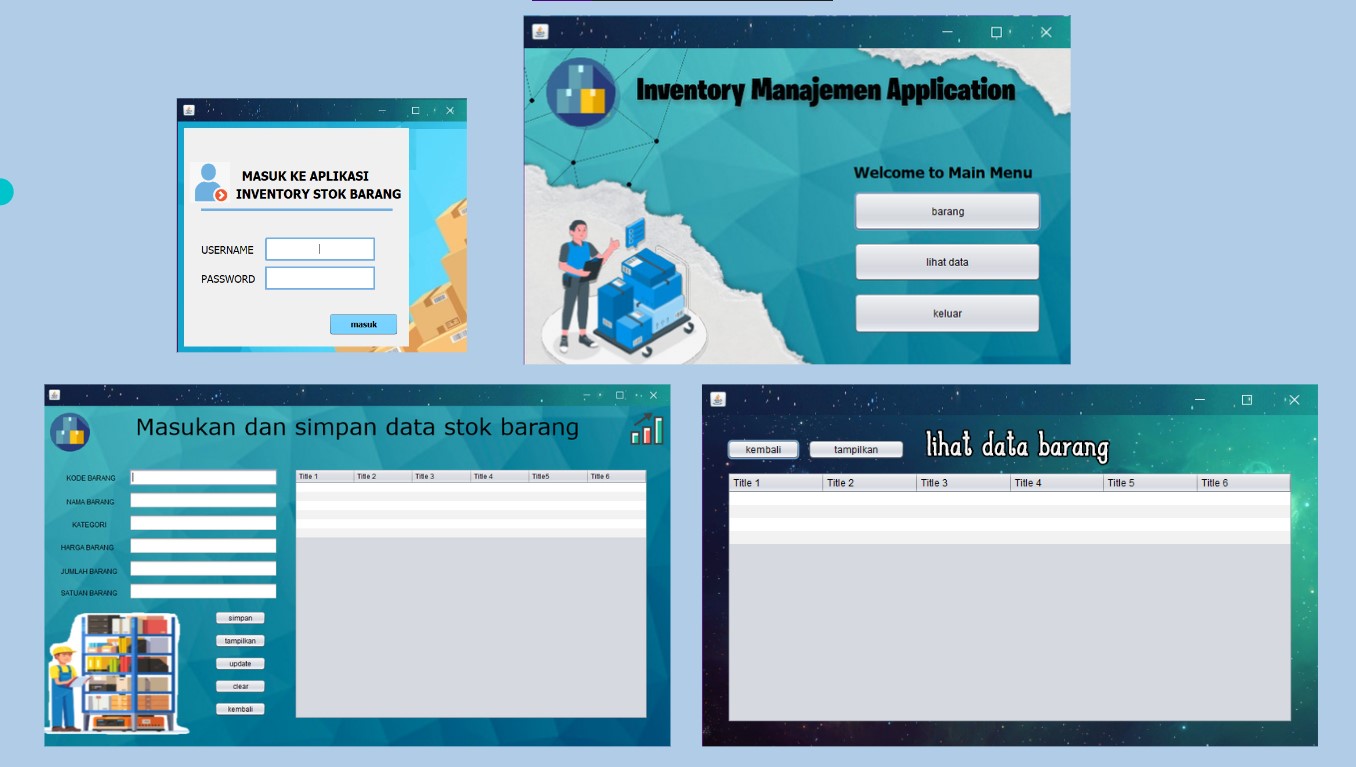 MASUK KE APLIKASI
INVENTORY STOK BARANG
USERNAME
PASSWORD
masuk
Inventory Manajemen Application
Welcome to Main Menu
barang
lihat data
keluar
Masukan dan simpan data stok barang
KODE BARANG
NAMA BARANG
KATEGORI
HARGA BARANG
JUMLAH BARANG
SATUAN BARANG
simpan
tampilkan
update
clear
kembali
Title 1 Title 2 Title 3 Title 4 Title5 Title 6
kembali tampilkan lihat data barang
Title 1 Title 2 Title 3 Title 4 Title 5 Title 6